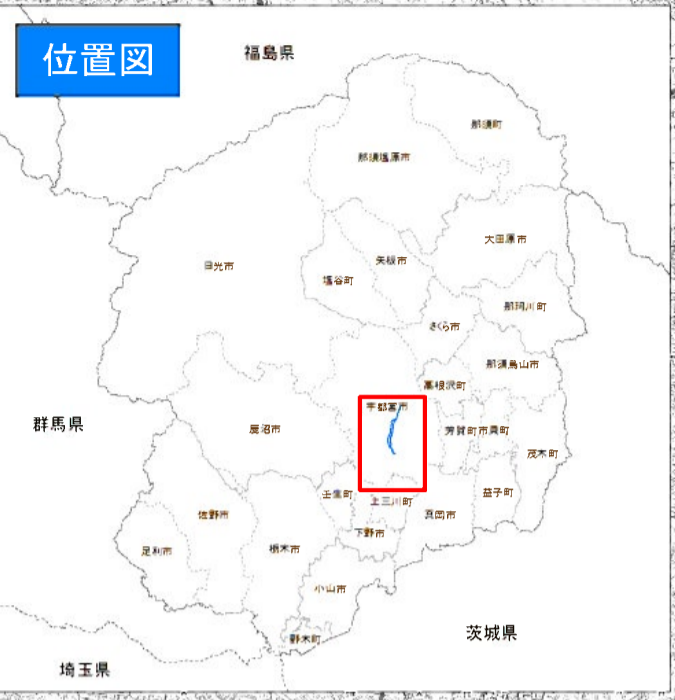 位置図
福島県
那須町
那須塩原市
大田原市
矢板市
日光市
塩谷町
那珂川町
さくら市
那須烏山市
高根沢町
宇都宮市
群馬県
鹿沼市
芳賀町
市貝町
茂木町
壬生町
上三川町
益子町
真岡市
佐野市
下野市
足利市
栃木市
小山市
茨城県
野木町
埼玉県